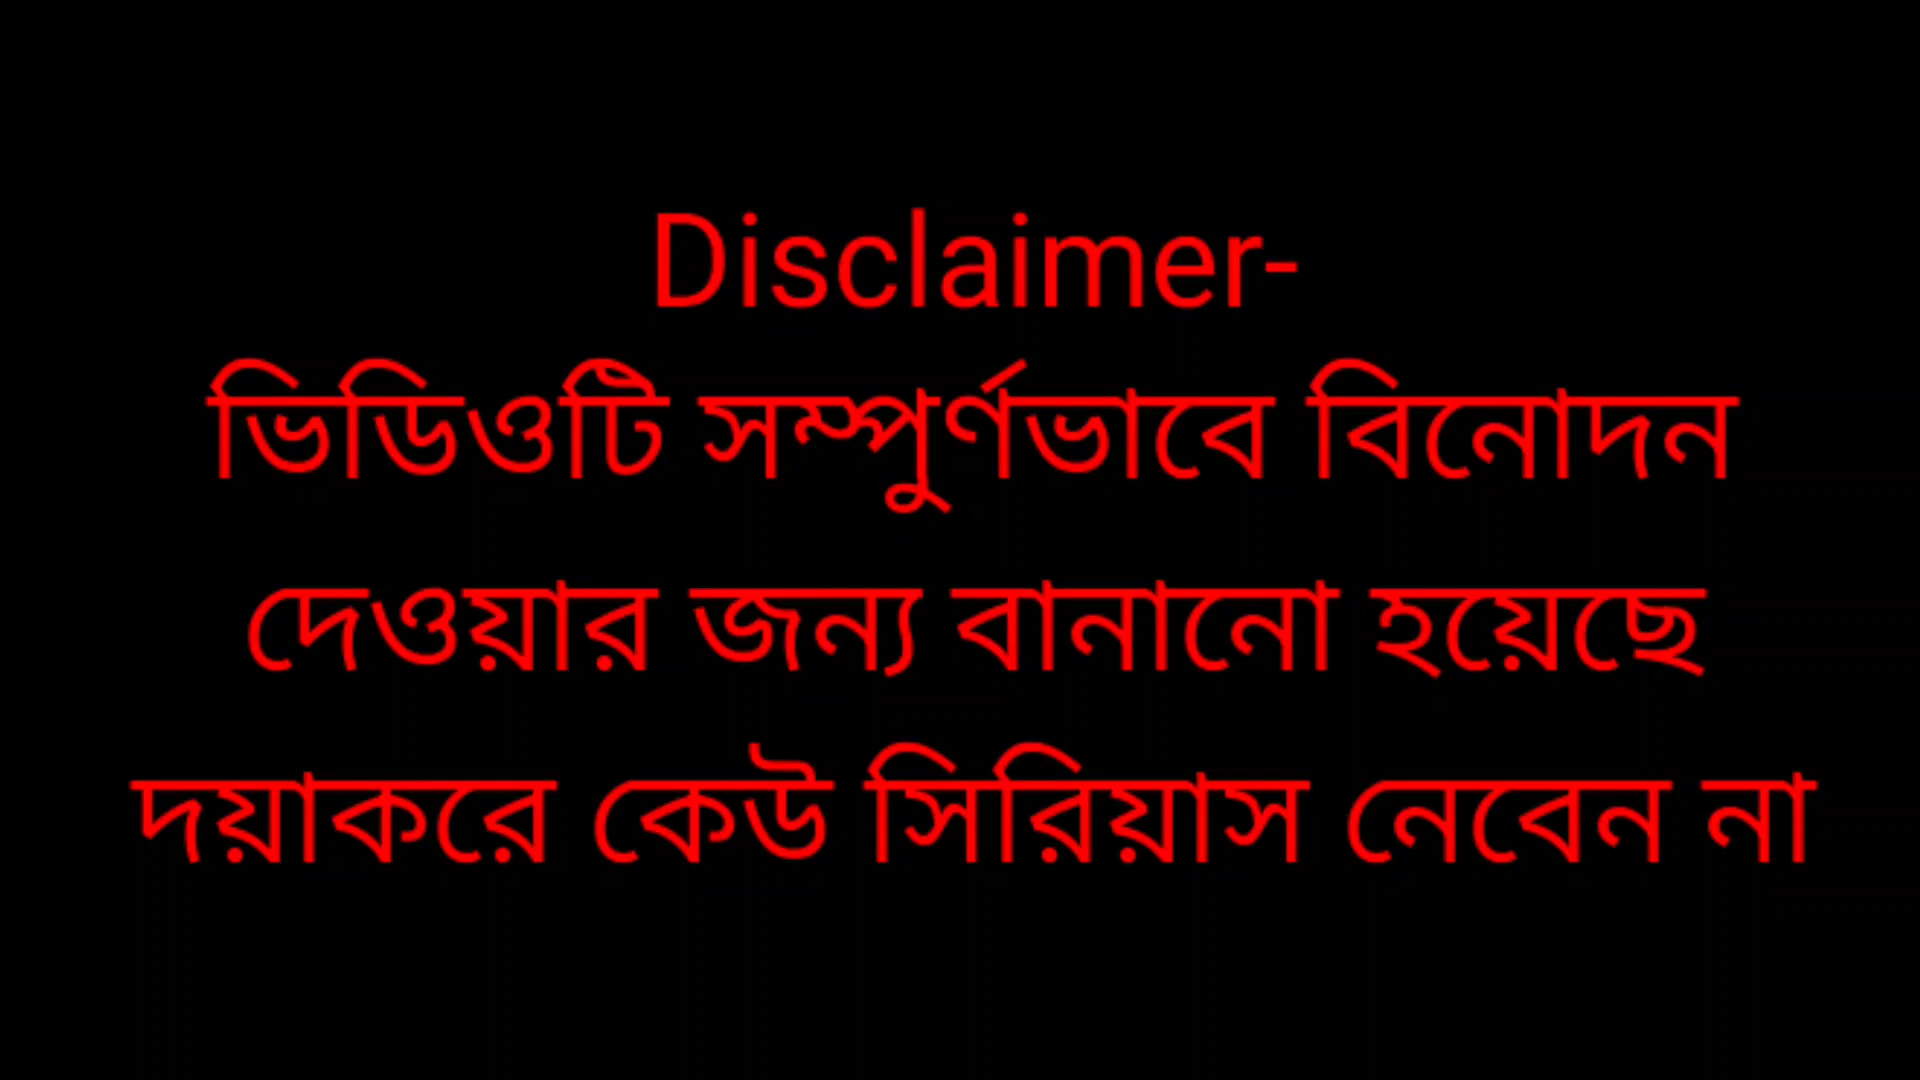 Disclaimer-
ভিডিওটি সম্পুর্ণভাবে বিনোদন
দেওয়ার জন্য বানানো হয়েছে
দয়াকরে কেউ সিরিয়াস নেবেন না